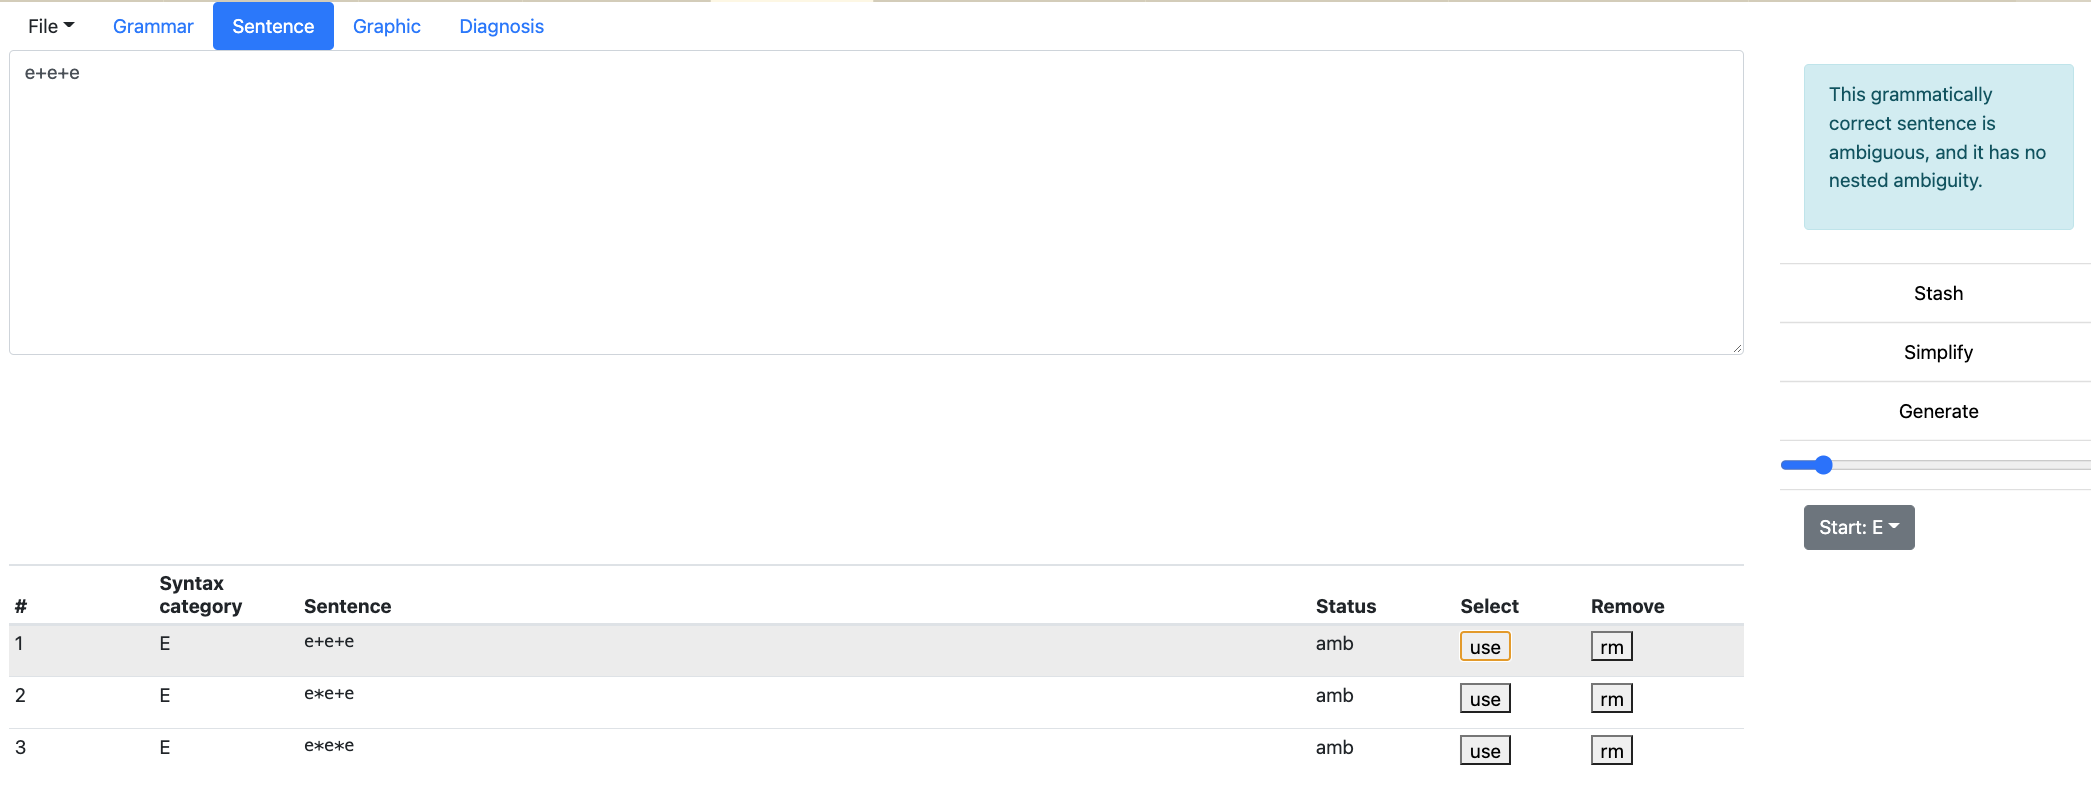 File Grammar Sentence Graphic Diagnosis
e+e+e
This grammatically
correct sentence is
ambiguous, and it has no
nested ambiguity.
Stash
Simplify
Generate
Start: E
# Syntax category Sentence Status Select Remove
1 E e+e+e amb use rm
2 E e*e+e amb use rm
3 E e*e*e amb use rm